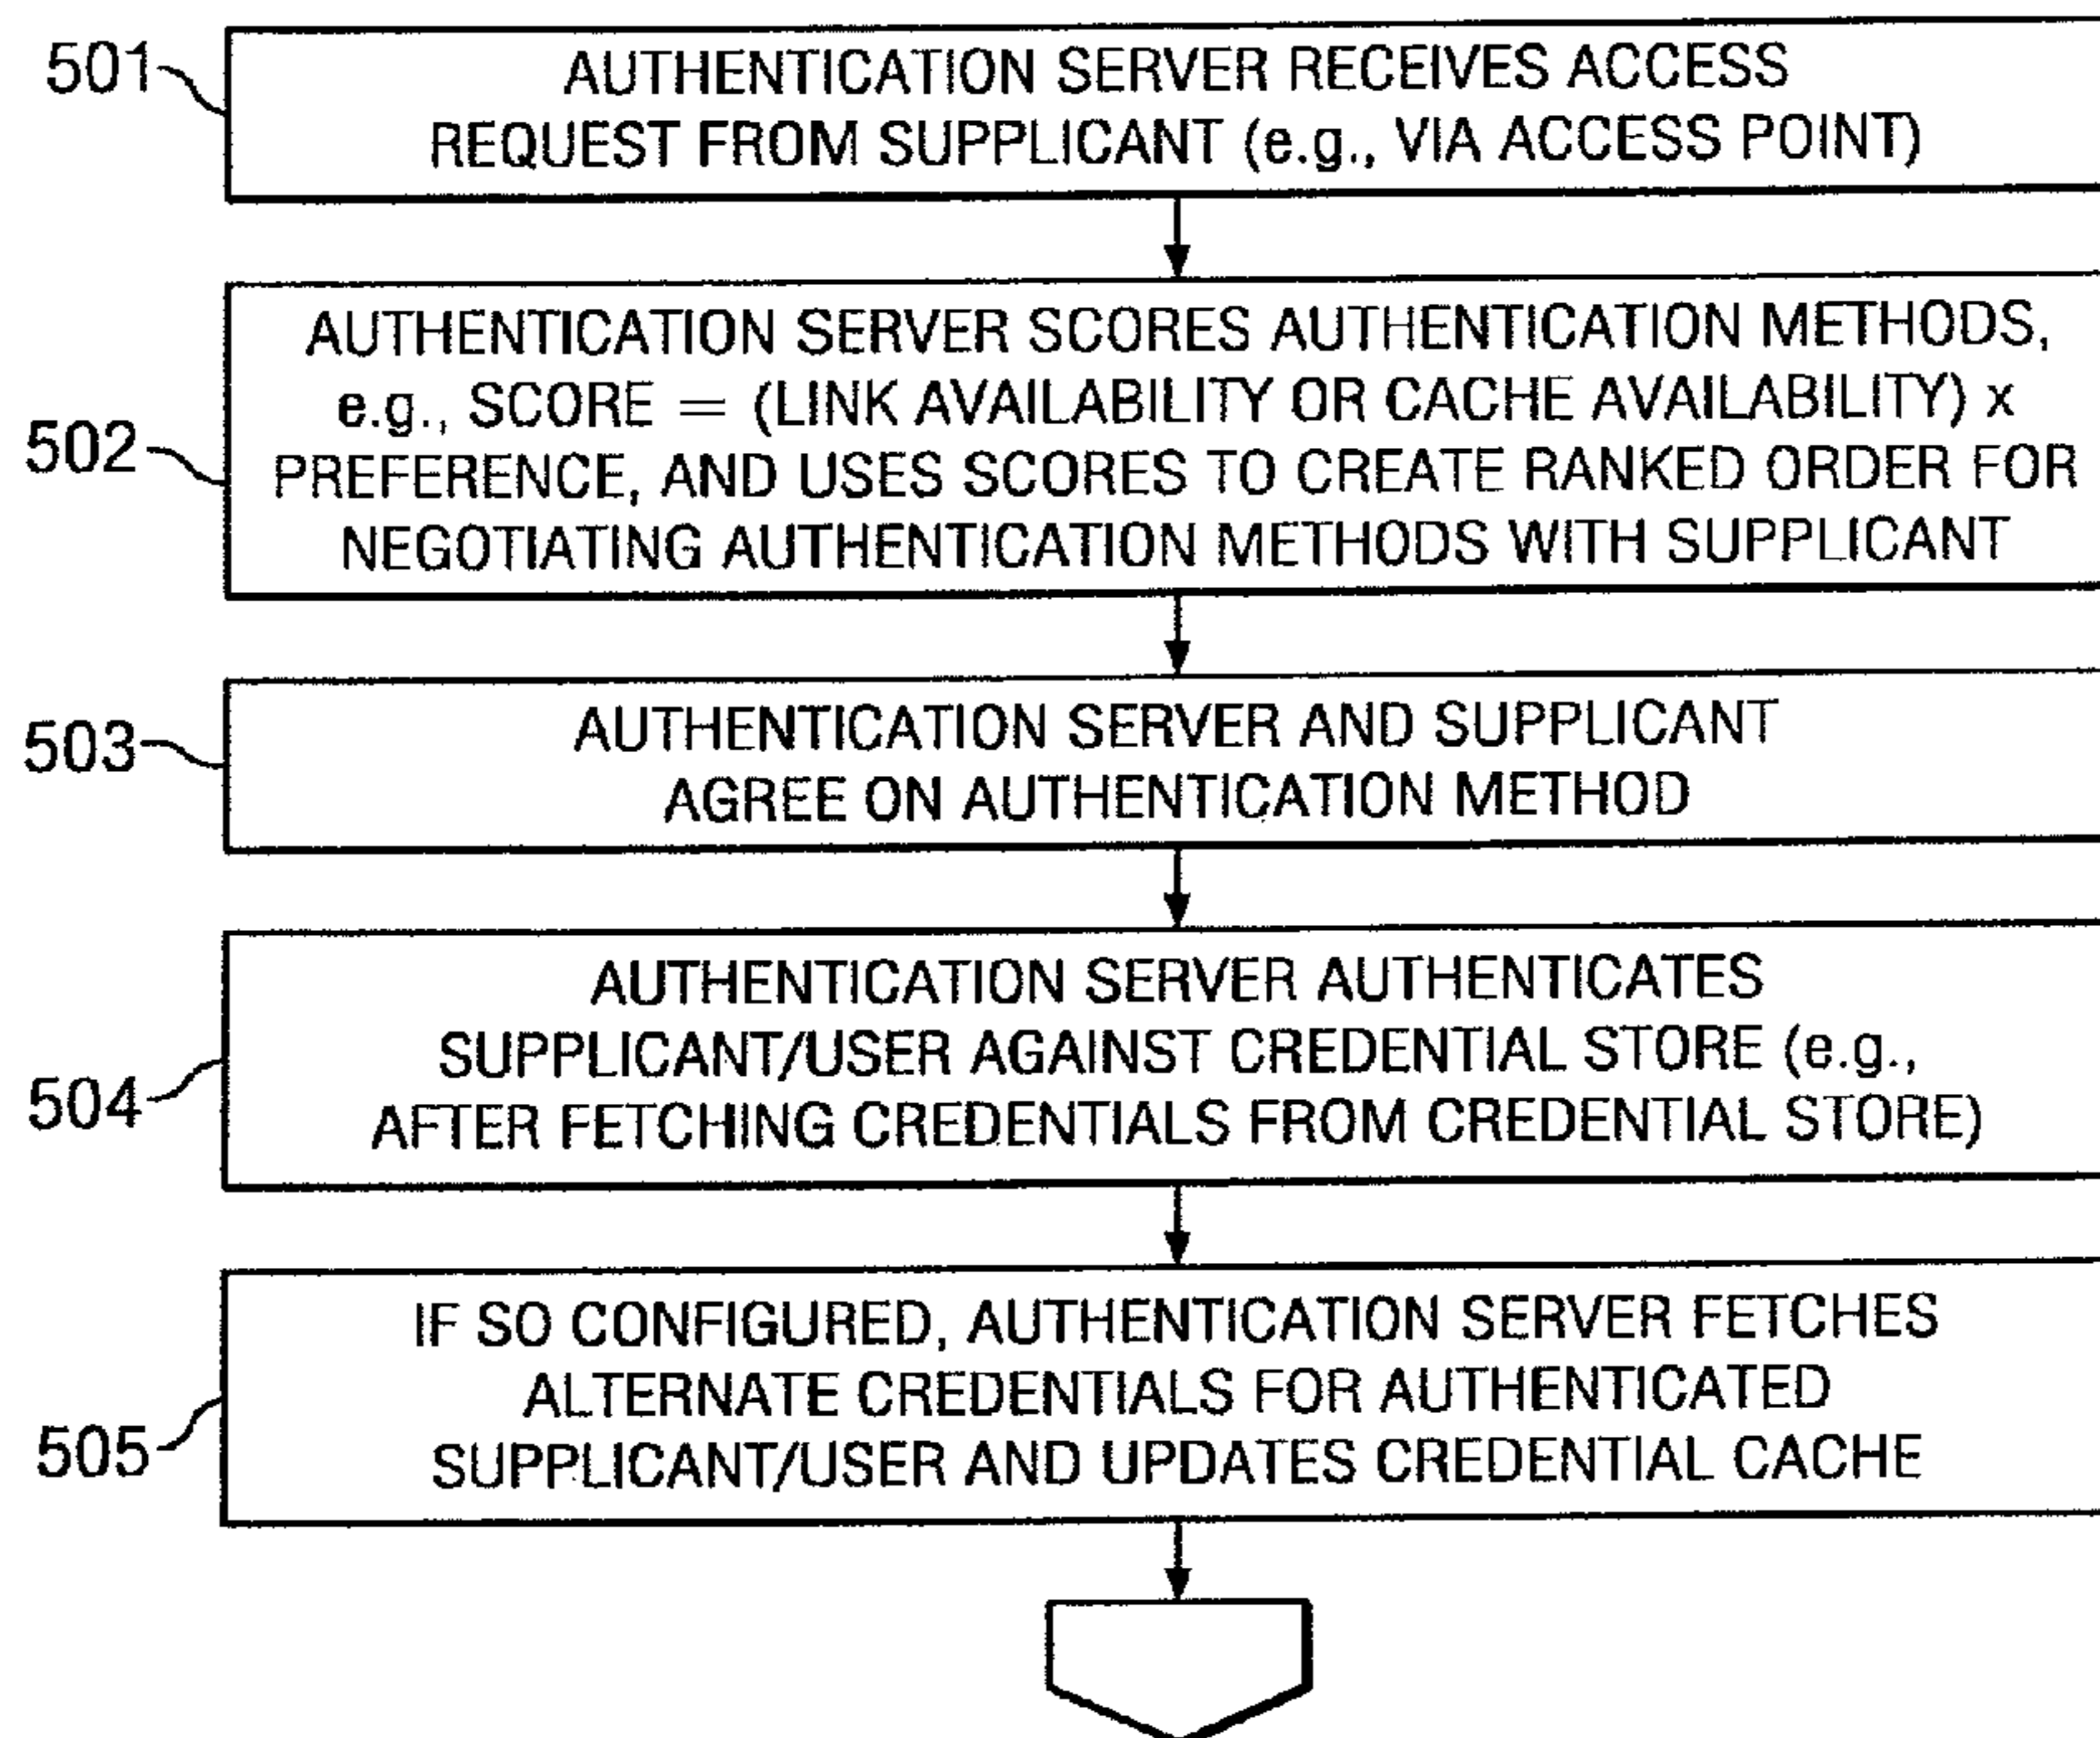 501
AUTHENTICATION SERVER RECEIVES ACCESS
REQUEST FROM SUPPLICANT (e.g., VIA ACCESS POINT)
502
AUTHENTICATION SERVER SCORES AUTHENTICATION METHODS,
e.g., SCORE = (LINK AVAILABILITY OR CACHE AVAILABILITY) x
PREFERENCE, AND USES SCORES TO CREATE RANKED ORDER FOR
NEGOTIATING AUTHENTICATION METHODS WITH SUPPLICANT
503
AUTHENTICATION SERVER AND SUPPLICANT
AGREE ON AUTHENTICATION METHOD
504
AUTHENTICATION SERVER AUTHENTICATES
SUPPLICANT/USER AGAINST CREDENTIAL STORE (e.g.,
AFTER FETCHING CREDENTIALS FROM CREDENTIAL STORE)
505
IF SO CONFIGURED, AUTHENTICATION SERVER FETCHES
ALTERNATE CREDENTIALS FOR AUTHENTICATED
SUPPLICANT/USER AND UPDATES CREDENTIAL CACHE